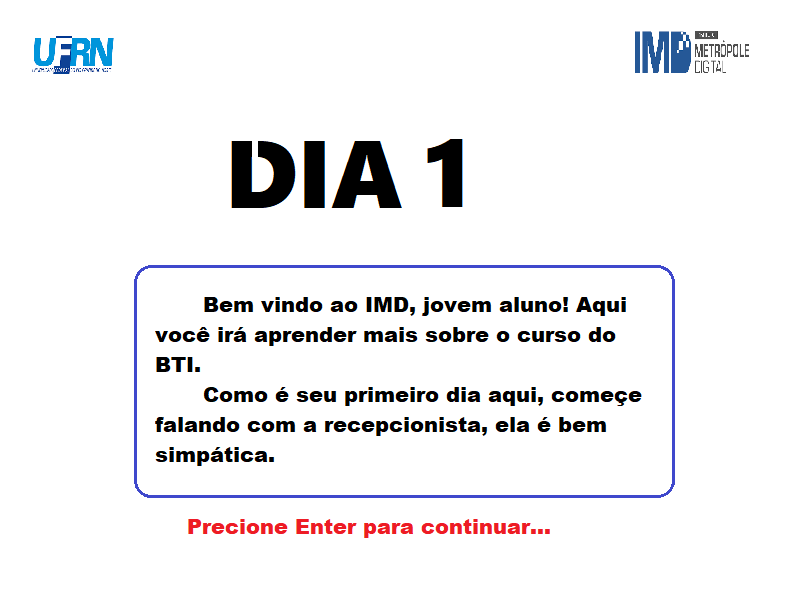 UFRN
IMD
METRÓPOLE
DIGITAL
DIA 1
Bem vindo ao IMD, jovem aluno! Aqui
você irá aprender mais sobre o curso do
BTI.
Como é seu primeiro dia aqui, começe
falando com a recepcionista, ela é bem
simpática.
Precione Enter para continuar...